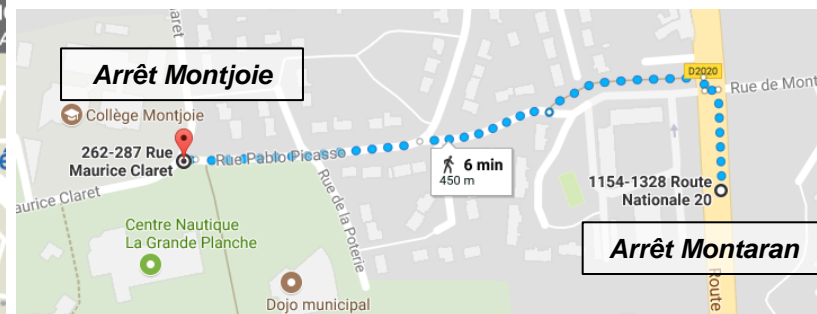 Arrêt Montjoie
Collège Montjoie
262-287 Rue
Maurice Claret
Rue Pablo Picasso
aurice Claret
Rue de la Poterie
Centre Nautique
La Grande Planche
Dojo municipal
6 min
450 m
D2020
Rue de Mont
1154-1328 Route
Nationale 20
Arrêt Montaran
Route